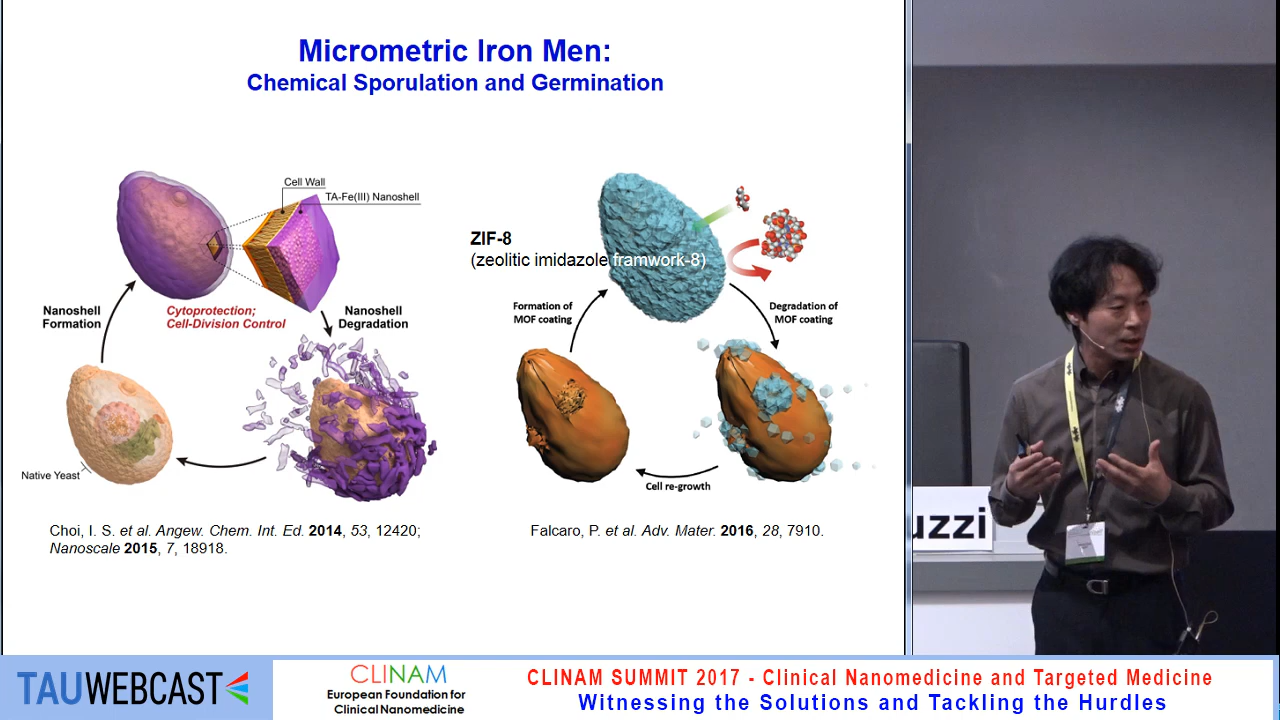 Micrometric Iron Men:
Chemical Sporulation and Germination
Cell Wall
TA-Fe(III) Nanoshell
Nanoshell
Formation
Cytoprotection;
Cell-Division Control
Nanoshell
Degradation
Native Yeast
Choi, I. S. et al. Angew. Chem. Int. Ed. 2014, 53, 12420;
Nanoscale 2015, 7, 18918.
ZIF-8
(zeolitic imidazole framwork-8)
Formation of
MOF coating
Degradation of
MOF coating
Cell re-growth
Falcaro, P. et al. Adv. Mater. 2016, 28, 7910.
uzzi
TAUWEBCAST
CLINAM
European Foundation for
Clinical Nanomedicine
CLINAM SUMMIT 2017 - Clinical Nanomedicine and Targeted Medicine
Witnessing the Solutions and Tackling the Hurdles